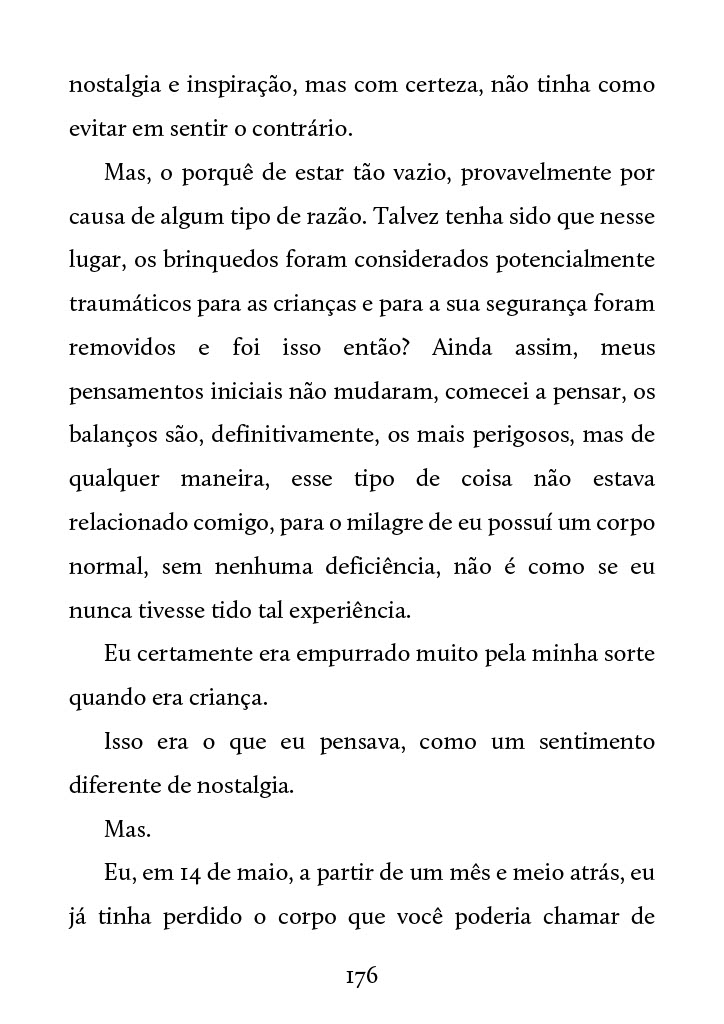 nostalgia e inspiração, mas com certeza, não tinha como
evitar em sentir o contrário.
Mas, o porquê de estar tão vazio, provavelmente por
causa de algum tipo de razão. Talvez tenha sido que nesse
lugar, os brinquedos foram considerados potencialmente
traumáticos para as crianças e para a sua segurança foram
removidos e foi isso então? Ainda assim, meus
pensamentos iniciais não mudaram, comecei a pensar, os
balanços são, definitivamente, os mais perigosos, mas de
qualquer maneira, esse tipo de coisa não estava
relacionado comigo, para o milagre de eu possuí um corpo
normal, sem nenhuma deficiência, não é como se eu
nunca tivesse tido tal experiência.
Eu certamente era empurrado muito pela minha sorte
quando era criança.
Isso era o que eu pensava, como um sentimento
diferente de nostalgia.
Mas.
Eu, em 14 de maio, a partir de um mês e meio atrás, eu
já tinha perdido o corpo que você poderia chamar de
176